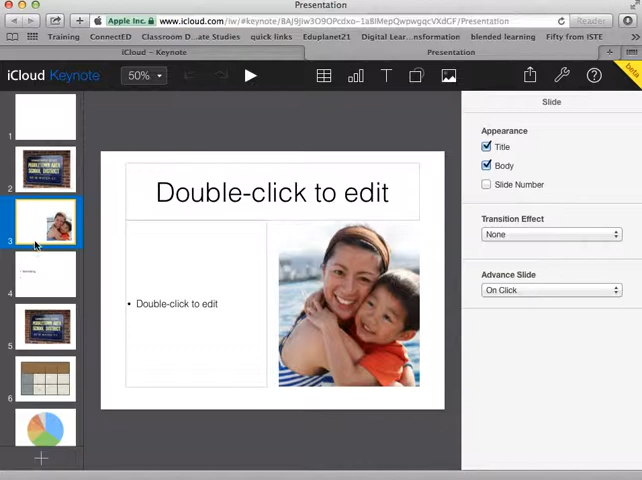 Presentation
Apple Inc. www.icloud.com/iw/#keynote/
Reader
Training ConnectED Classroom D...ate Studies quick links Eduplanet21 Digital Lear...nsformation blended learning Fifty from ISTE
iCloud – Keynote Presentation
iCloud Keynote 50% beta
Slide
Appearance
Title
Body
Slide Number
Transition Effect
None
Advance Slide
On Click
Double-click to edit
• Double-click to edit
1
2
3
4
5
6